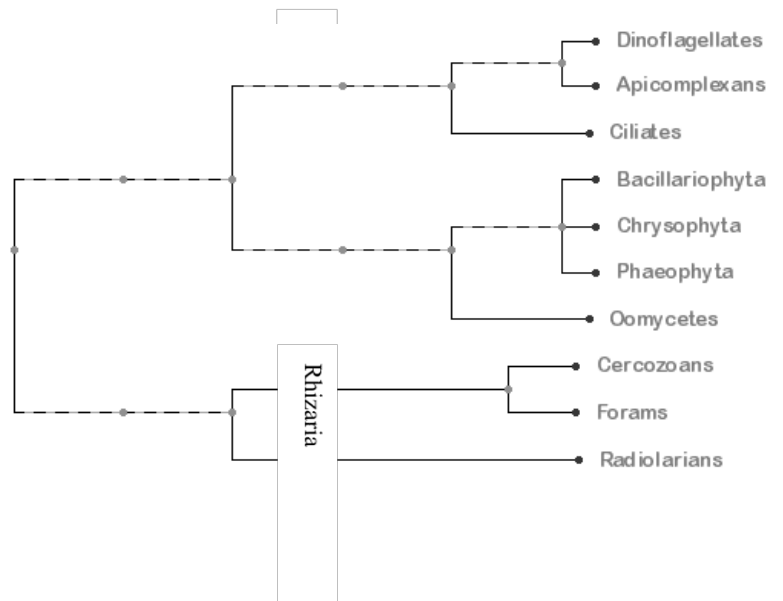 Dinoflagellates
Apicomplexans
Ciliates
Bacillariophyta
Chrysophyta
Phaeophyta
Oomycetes
Rhizaria
Cercozoans
Forams
Radiolarians